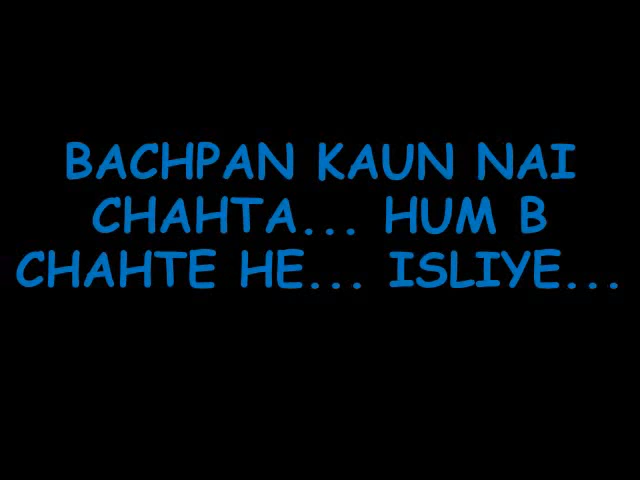 BACHPAN KAUN NAI
CHAHTA... HUM B
CHAHTE HE... ISLIYE...